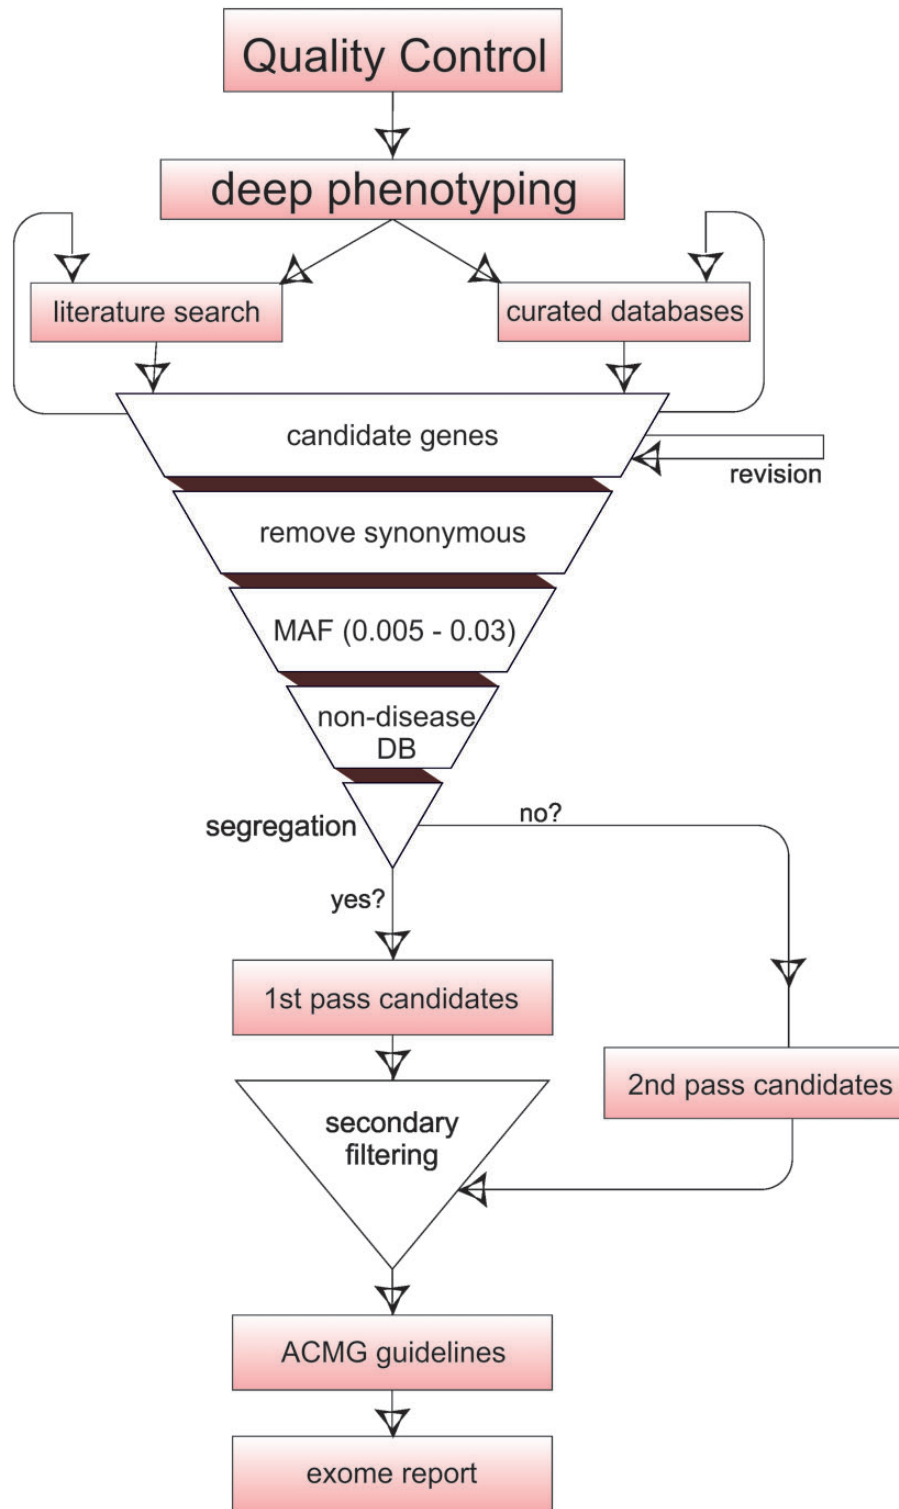 Quality Control
deep phenotyping
literature search
curated databases
candidate genes
revision
remove synonymous
MAF (0.005 - 0.03)
non-disease
DB
segregation
no?
yes?
1st pass candidates
2nd pass candidates
secondary
filtering
ACMG guidelines
exome report